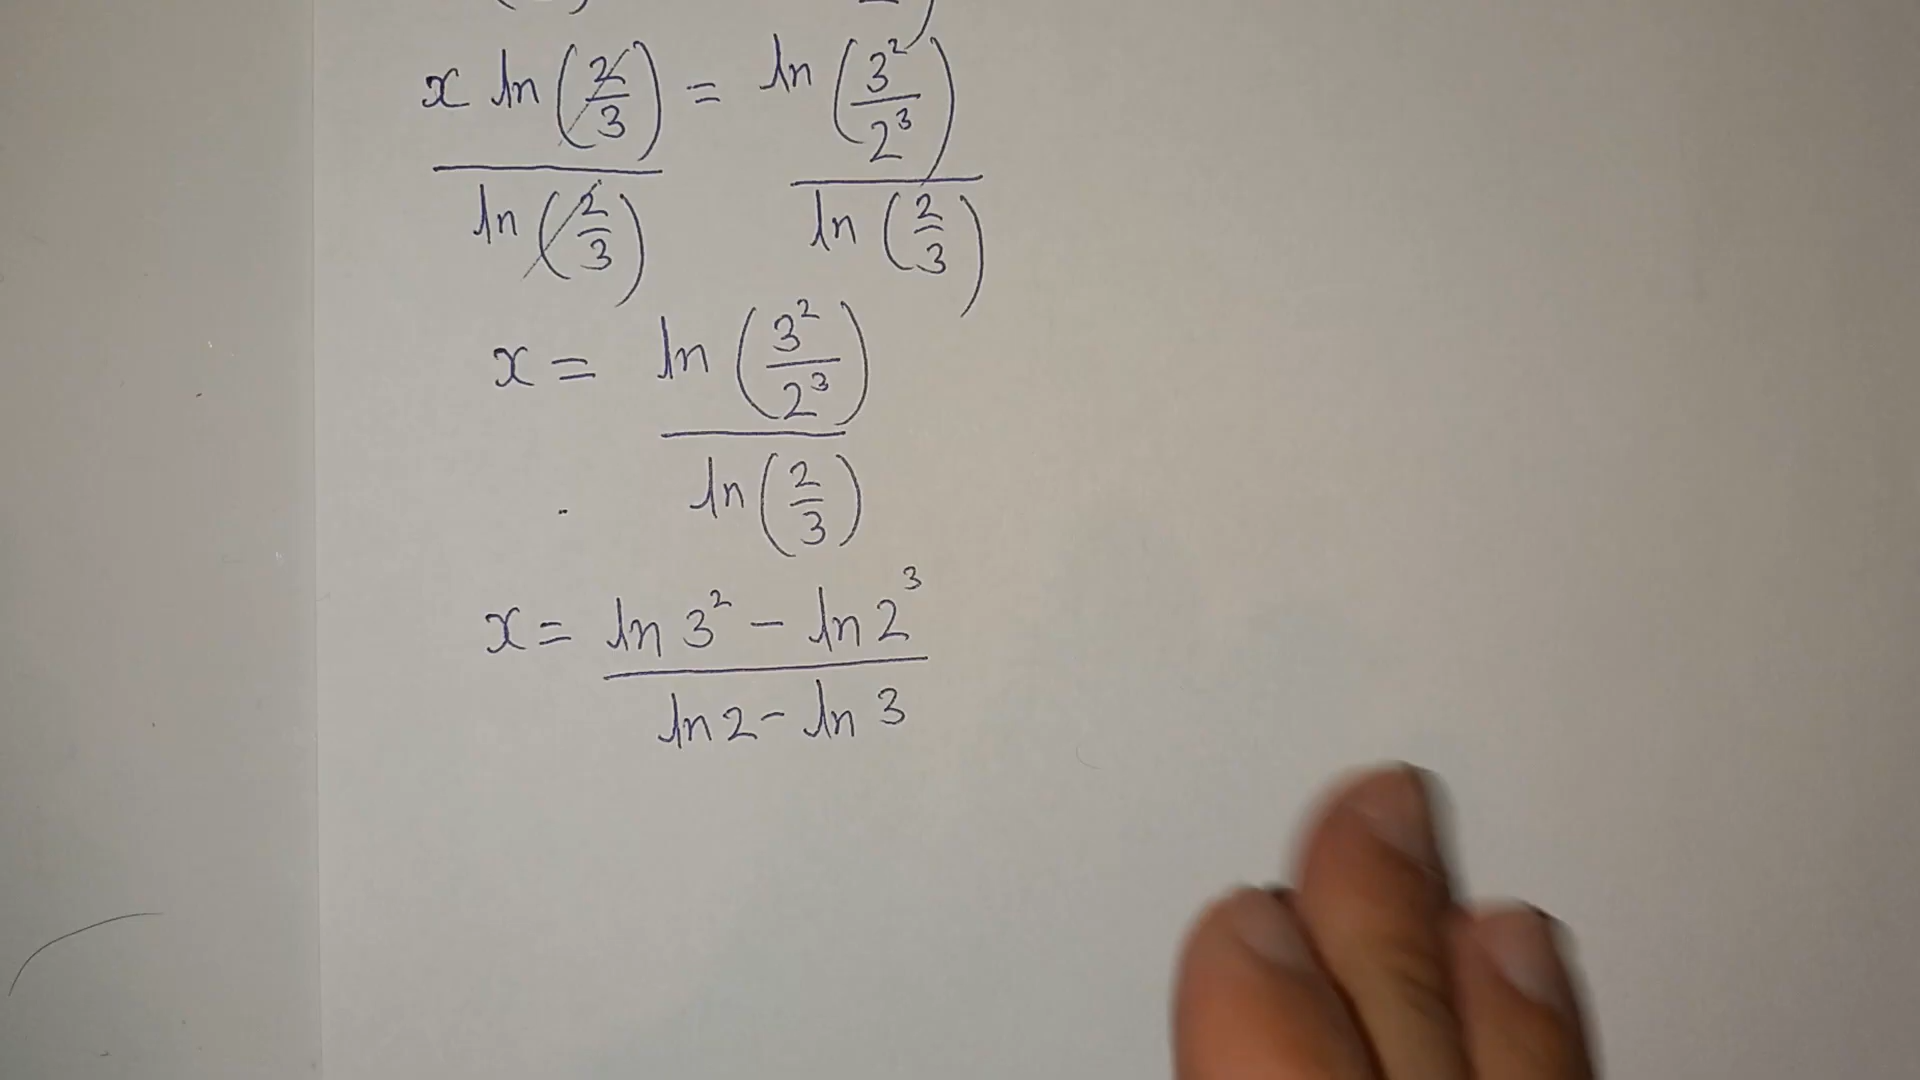 x ln(2/3) = ln(3²/2³)
ln(2/3) ln(2/3)
x = ln(3²/2³)
ln(2/3)
x = ln 3² - ln 2³
ln 2 - ln 3